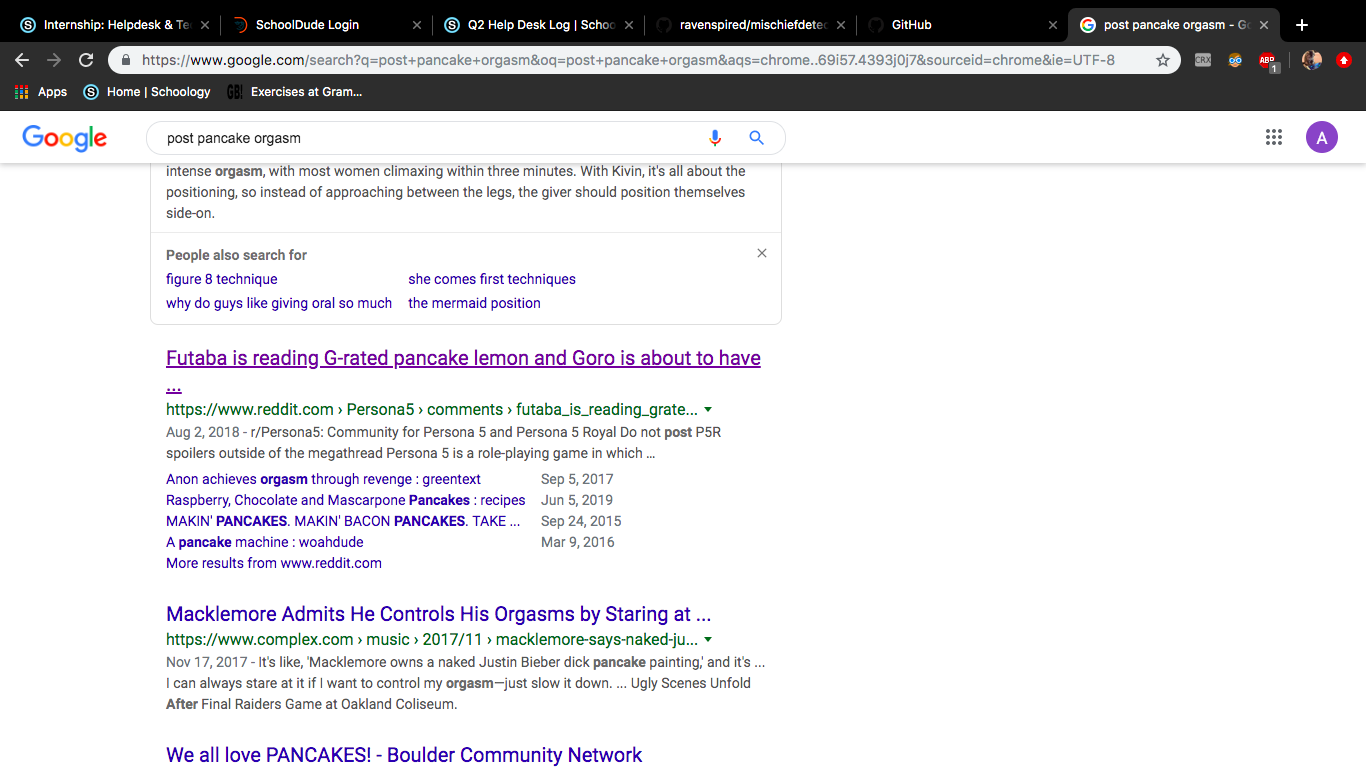 Internship: Helpdesk & Te
SchoolDude Login
Q2 Help Desk Log | Schoo
ravenspired/mischiefdetec
GitHub
post pancake orgasm - Go
https://www.google.com/search?q=post+pancake+orgasm&oq=post+pancake+orgasm&aqs=chrome..69i57.4393j0j7&sourceid=chrome&ie=UTF-8
CRX
ABP
1
Apps
Home | Schoology
GB!
Exercises at Gram...
Google
post pancake orgasm
A
intense orgasm, with most women climaxing within three minutes. With Kivin, it's all about the
positioning, so instead of approaching between the legs, the giver should position themselves
side-on.
People also search for
figure 8 technique
she comes first techniques
why do guys like giving oral so much
the mermaid position
Futaba is reading G-rated pancake lemon and Goro is about to have
...
https://www.reddit.com › Persona5 › comments › futaba_is_reading_grate...
Aug 2, 2018 - r/Persona5: Community for Persona 5 and Persona 5 Royal Do not post P5R
spoilers outside of the megathread Persona 5 is a role-playing game in which ...
Anon achieves orgasm through revenge : greentext Sep 5, 2017
Raspberry, Chocolate and Mascarpone Pancakes : recipes Jun 5, 2019
MAKIN' PANCAKES. MAKIN' BACON PANCAKES. TAKE ... Sep 24, 2015
A pancake machine : woahdude Mar 9, 2016
More results from www.reddit.com
Macklemore Admits He Controls His Orgasms by Staring at ...
https://www.complex.com › music › 2017/11 › macklemore-says-naked-ju...
Nov 17, 2017 - It's like, 'Macklemore owns a naked Justin Bieber dick pancake painting,' and it's ...
I can always stare at it if I want to control my orgasm—just slow it down. ... Ugly Scenes Unfold
After Final Raiders Game at Oakland Coliseum.
We all love PANCAKES! - Boulder Community Network